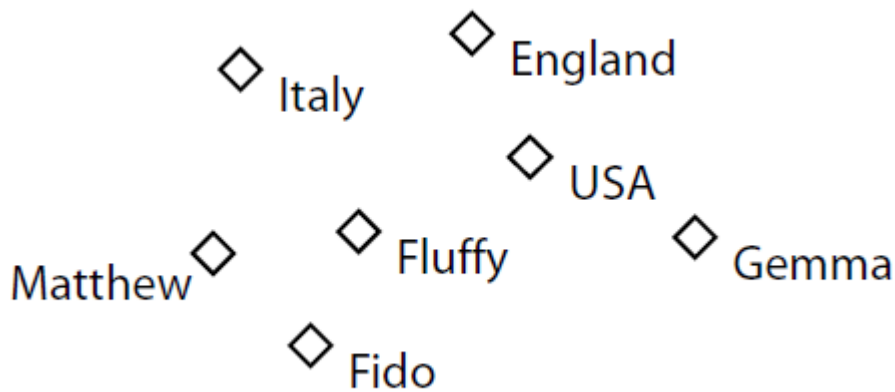 England
Italy
USA
Fluffy
Gemma
Matthew
Fido